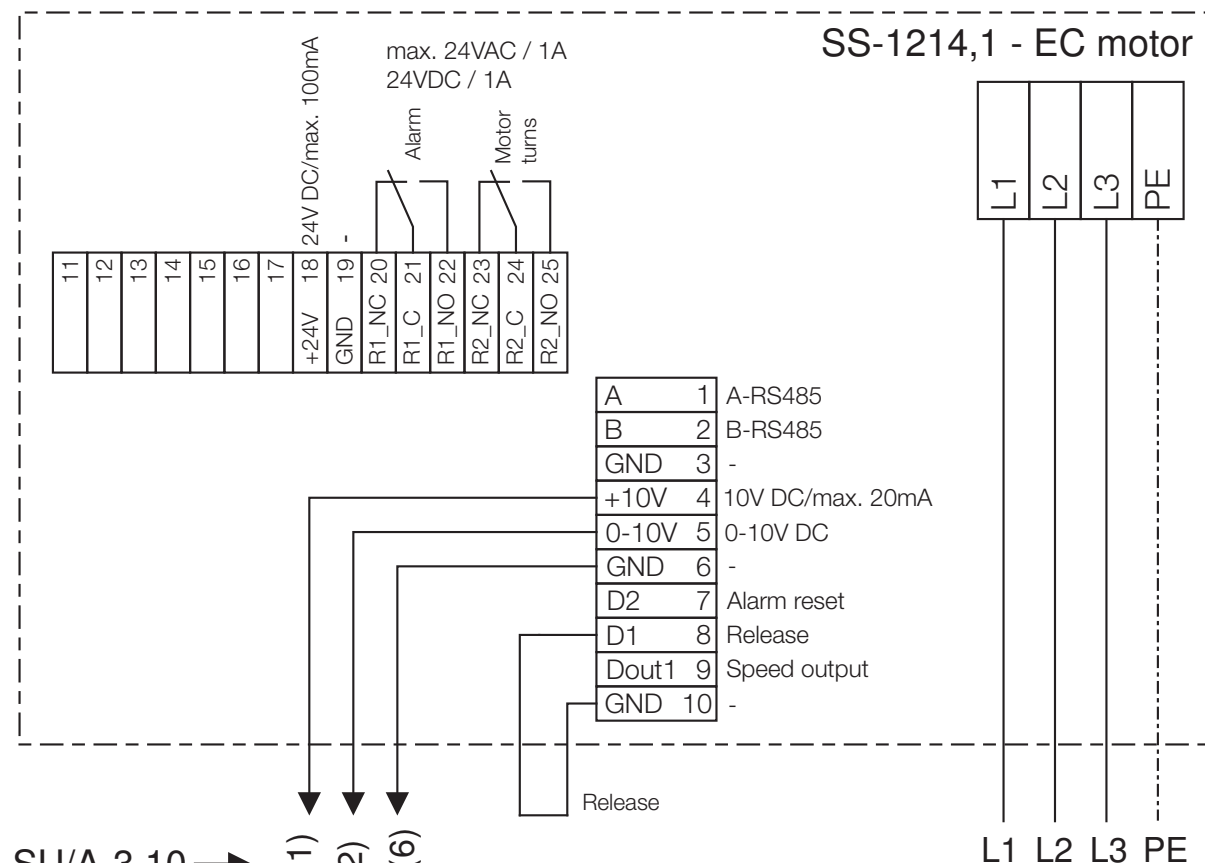 SS-1214,1 - EC motor
max. 24VAC / 1A
24VDC / 1A
24V DC/max. 100mA
-
Alarm
Motor
turns
L1
L2
L3
PE
11
12
13
14
15
16
17
+24V 18
GND 19
R1_NC 20
R1_C 21
R1_NO 22
R2_NC 23
R2_C 24
R2_NO 25
A 1 A-RS485
B 2 B-RS485
GND 3 -
+10V 4 10V DC/max. 20mA
0-10V 5 0-10V DC
GND 6 -
D2 7 Alarm reset
D1 8 Release
Dout1 9 Speed output
GND 10 -
Release
L1 L2 L3 PE
1)
2)
(6)